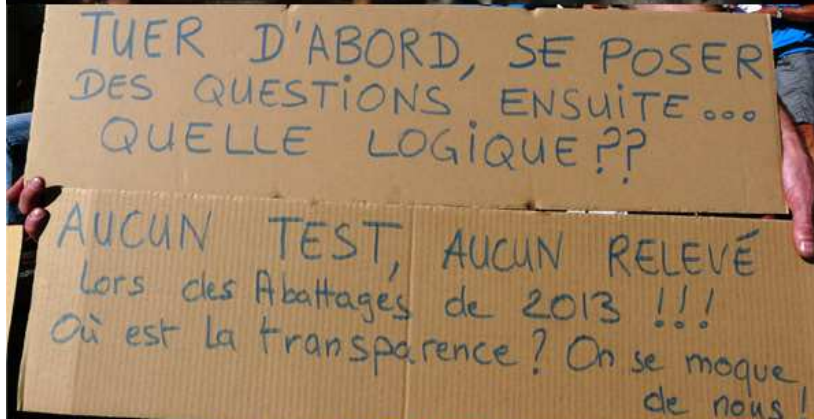 TUER D'ABORD, SE POSER
DES QUESTIONS ENSUITE...
QUELLE LOGIQUE??
AUCUN TEST, AUCUN RELEVÉ
Lors des Abattages de 2013 !!!
Où est la transparence? On se moque
de nous!